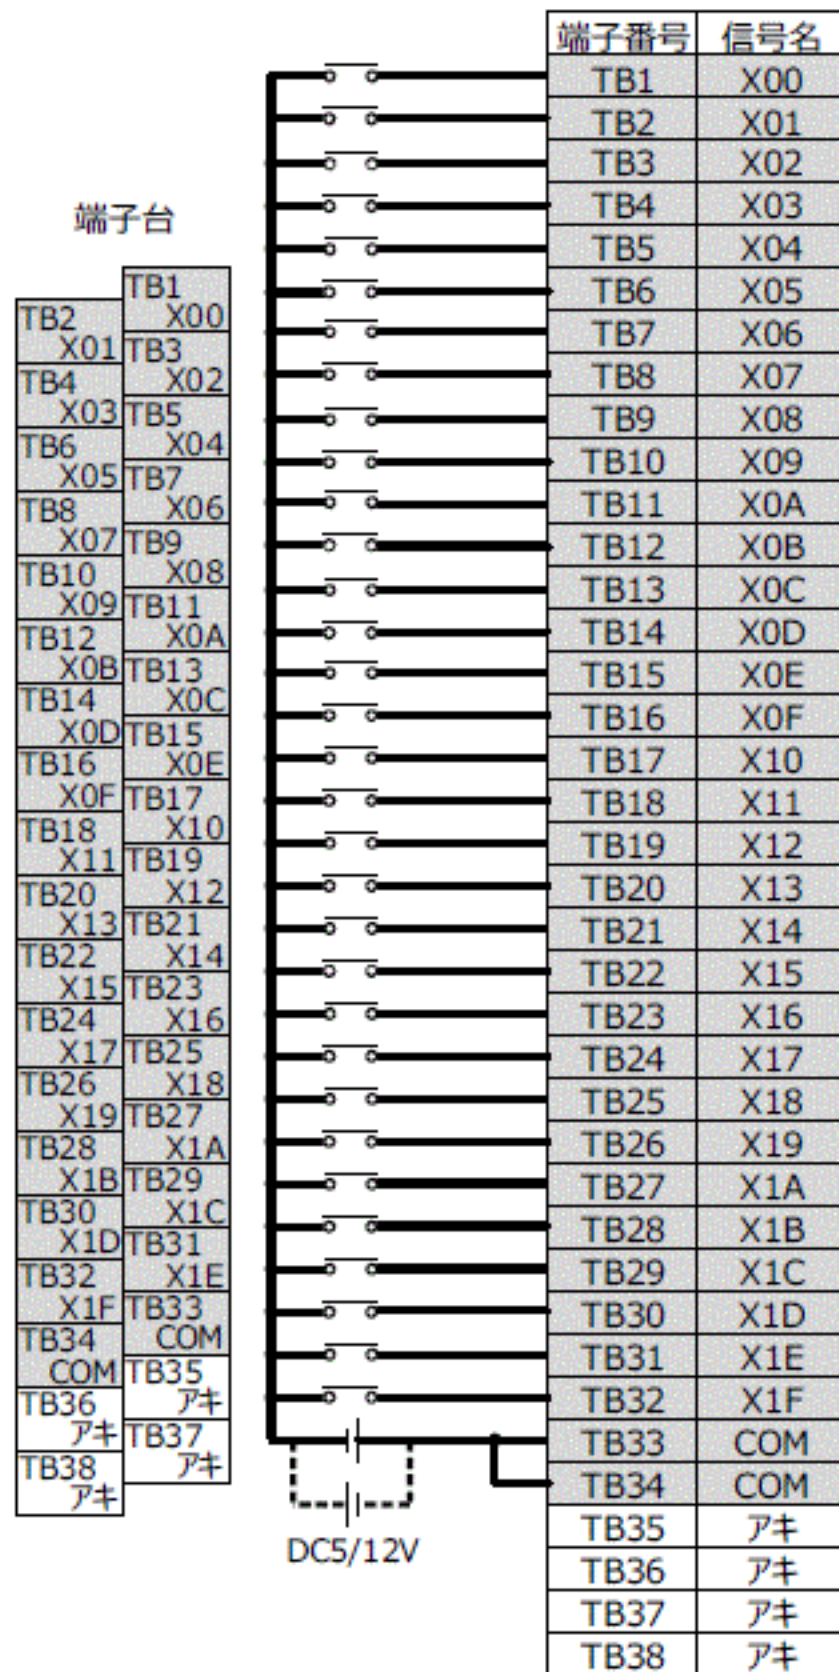 端子台
TB1
X00
TB2
X01
TB3
X02
TB4
X03
TB5
X04
TB6
X05
TB7
X06
TB8
X07
TB9
X08
TB10
X09
TB11
X0A
TB12
X0B
TB13
X0C
TB14
X0D
TB15
X0E
TB16
X0F
TB17
X10
TB18
X11
TB19
X12
TB20
X13
TB21
X14
TB22
X15
TB23
X16
TB24
X17
TB25
X18
TB26
X19
TB27
X1A
TB28
X1B
TB29
X1C
TB30
X1D
TB31
X1E
TB32
X1F
TB33
COM
TB34
COM
TB35
アキ
TB36
アキ
TB37
アキ
TB38
アキ
DC5/12V
端子番号 信号名
TB1 X00
TB2 X01
TB3 X02
TB4 X03
TB5 X04
TB6 X05
TB7 X06
TB8 X07
TB9 X08
TB10 X09
TB11 X0A
TB12 X0B
TB13 X0C
TB14 X0D
TB15 X0E
TB16 X0F
TB17 X10
TB18 X11
TB19 X12
TB20 X13
TB21 X14
TB22 X15
TB23 X16
TB24 X17
TB25 X18
TB26 X19
TB27 X1A
TB28 X1B
TB29 X1C
TB30 X1D
TB31 X1E
TB32 X1F
TB33 COM
TB34 COM
TB35 アキ
TB36 アキ
TB37 アキ
TB38 アキ